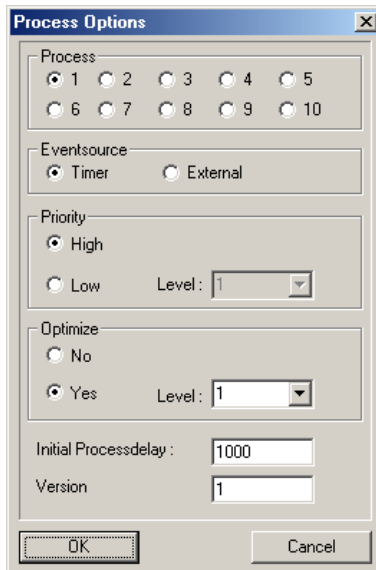 Process Options
Process
1 2 3 4 5
6 7 8 9 10
Eventsource
Timer External
Priority
High
Low Level : 1
Optimize
No
Yes Level : 1
Initial Processdelay : 1000
Version 1
OK Cancel